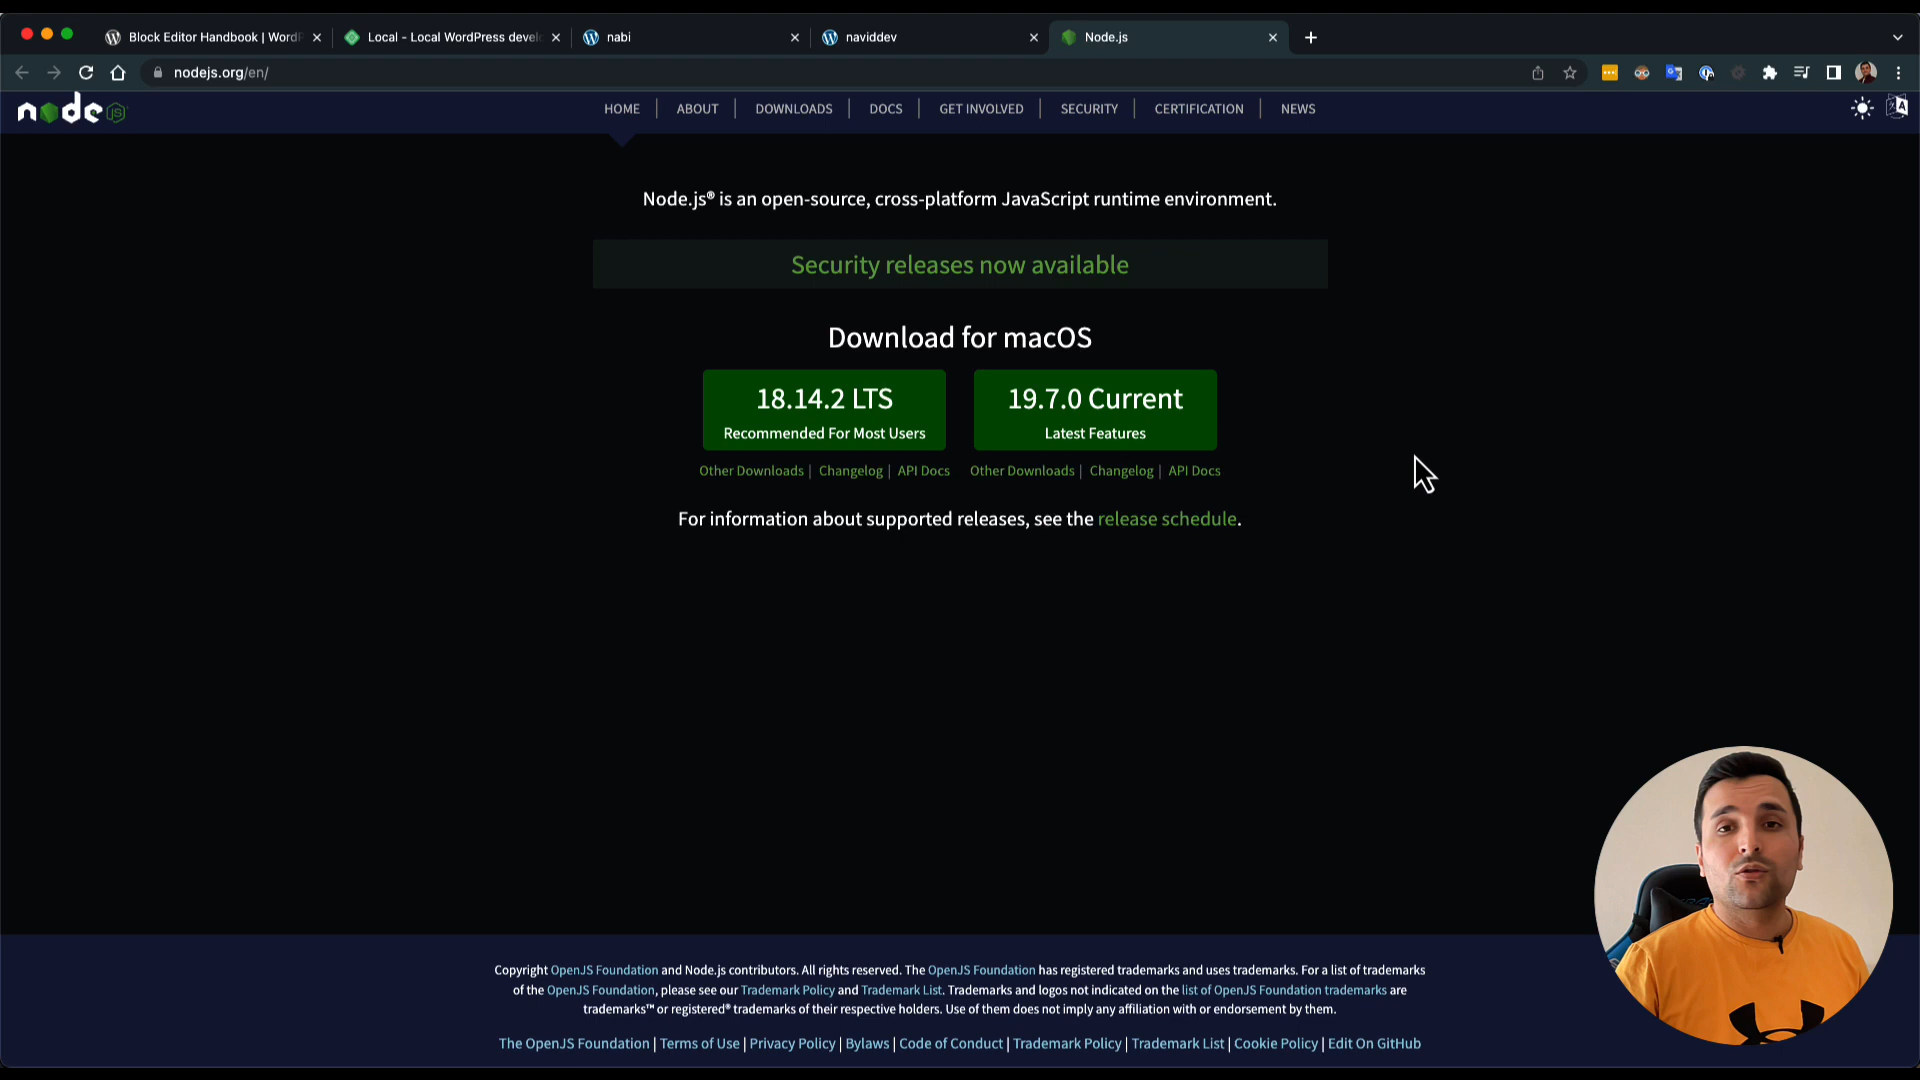 Block Editor Handbook | WordP
Local - Local WordPress devel
nabi
naviddev
Node.js
nodejs.org/en/
node JS
HOME
ABOUT
DOWNLOADS
DOCS
GET INVOLVED
SECURITY
CERTIFICATION
NEWS
Node.js® is an open-source, cross-platform JavaScript runtime environment.
Security releases now available
Download for macOS
18.14.2 LTS
Recommended For Most Users
19.7.0 Current
Latest Features
Other Downloads | Changelog | API Docs
Other Downloads | Changelog | API Docs
For information about supported releases, see the release schedule.
Copyright OpenJS Foundation and Node.js contributors. All rights reserved. The OpenJS Foundation has registered trademarks and uses trademarks. For a list of trademarks
of the OpenJS Foundation, please see our Trademark Policy and Trademark List. Trademarks and logos not indicated on the list of OpenJS Foundation trademarks are
trademarks™ or registered® trademarks of their respective holders. Use of them does not imply any affiliation with or endorsement by them.
The OpenJS Foundation | Terms of Use | Privacy Policy | Bylaws | Code of Conduct | Trademark Policy | Trademark List | Cookie Policy | Edit On GitHub